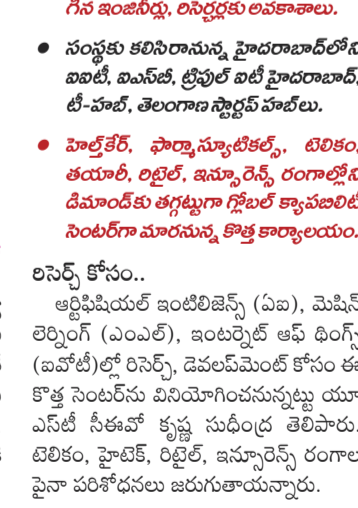 గిన ఇంజినీర్లు, రీసెర్చర్లకు అవకాశాలు.
• సంస్థకు కలిసిరానున్న హైదరాబాద్‌లోని
ఐఐటీ, ఐఎస్‌బీ, ట్రిపుల్ ఐటీ హైదరాబాద్,
టీ-హబ్, తెలంగాణ స్టార్టప్ హబ్‌లు.
• హెల్త్‌కేర్, ఫార్మాస్యూటికల్స్, టెలికం,
తయారీ, రిటైల్, ఇన్సూరెన్స్ రంగాల్లోని
డిమాండ్‌కు తగ్గట్టుగా గ్లోబల్ క్యాపబిలిటీ
సెంటర్‌గా మారనున్న కొత్త కార్యాలయం.
రీసెర్చ్ కోసం..
ఆర్టిఫిషియల్ ఇంటిలిజెన్స్ (ఏఐ), మెషిన్
లెర్నింగ్ (ఎంఎల్), ఇంటర్నెట్ ఆఫ్ థింగ్స్
(ఐవోటీ)ల్లో రీసెర్చ్, డెవలప్‌మెంట్ కోసం ఈ
కొత్త సెంటర్‌ను వినియోగించనున్నట్టు యూ
ఎస్‌టీ సీఈవో కృష్ణ సుధీంద్ర తెలిపారు.
టెలికం, హైటెక్, రిటైల్, ఇన్సూరెన్స్ రంగాల
పైనా పరిశోధనలు జరుగుతాయన్నారు.